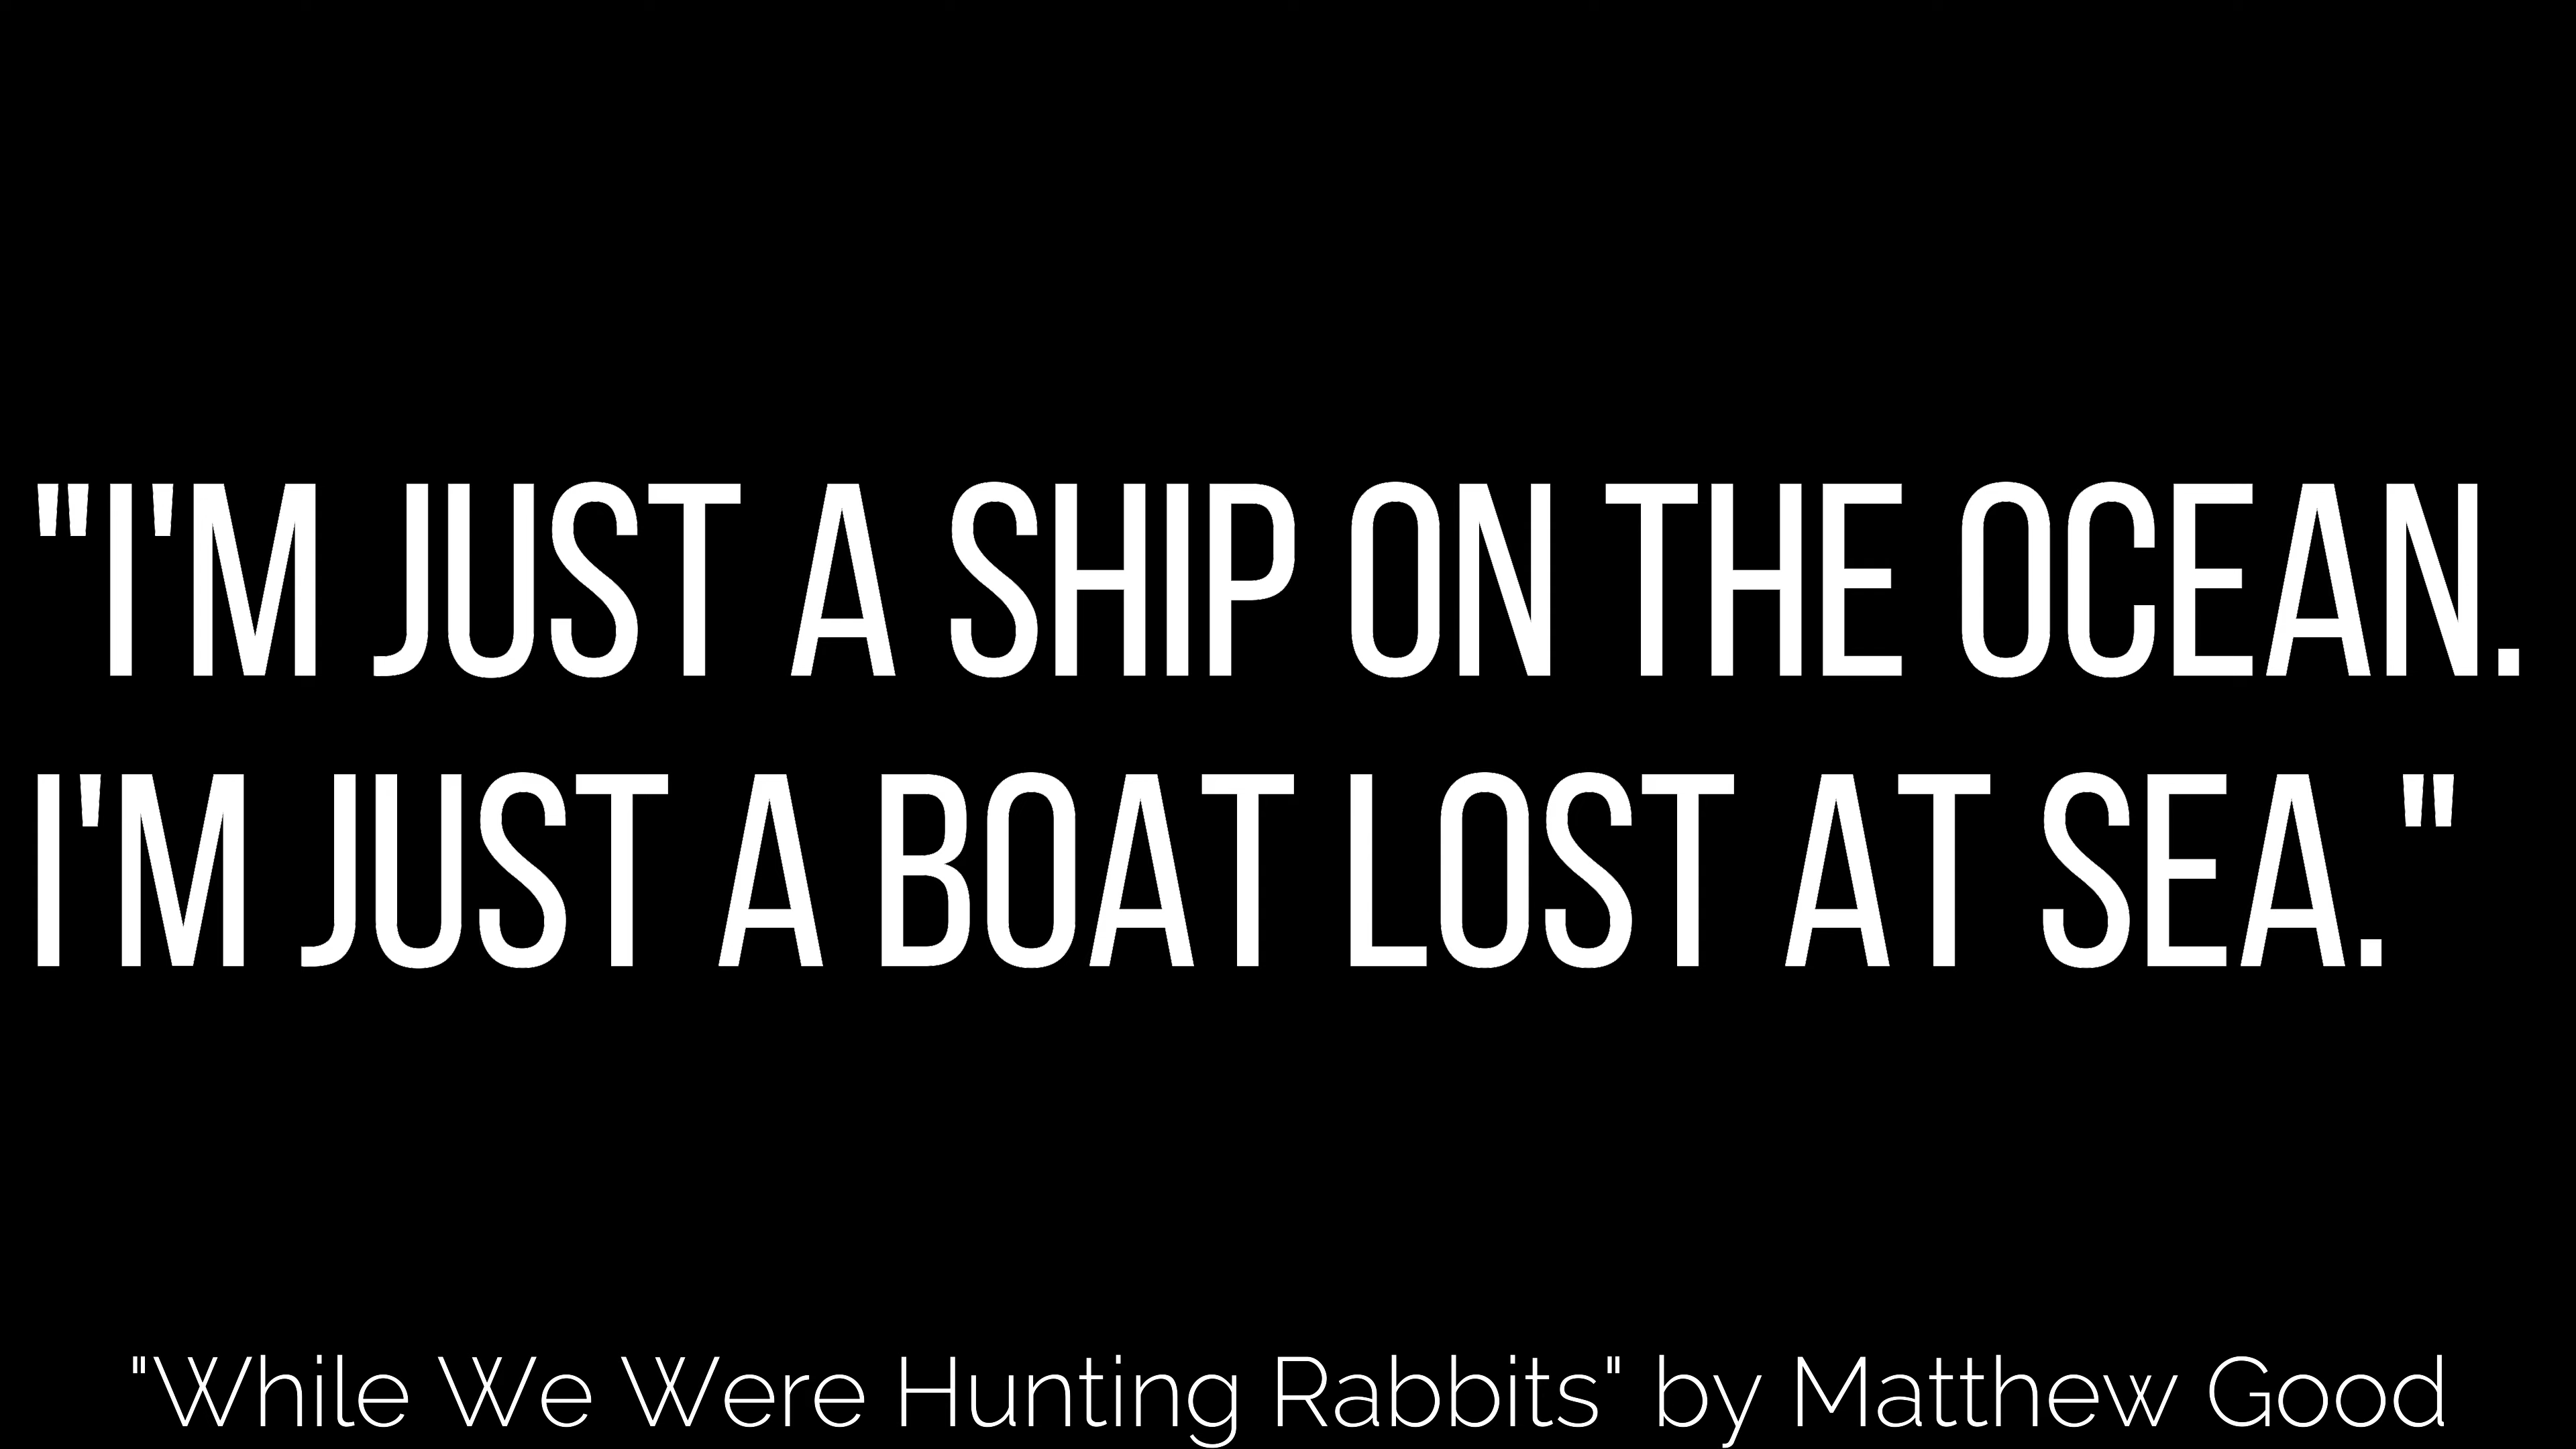 "I'M JUST A SHIP ON THE OCEAN.
I'M JUST A BOAT LOST AT SEA."
"While We Were Hunting Rabbits" by Matthew Good